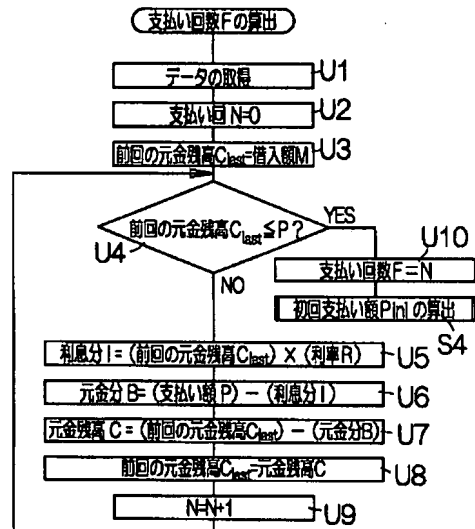 支払い回数Fの算出
データの取得 U1
支払い回 N=0 U2
前回の元金残高Clast=借入額M U3
前回の元金残高Clast≦P?
U4
YES
NO
U10
支払い回数F=N
初回支払い額PiniCの算出
S4
利息分I=(前回の元金残高Clast)×(利率R) U5
元金分B=(支払い額P)-(利息分I) U6
元金残高C=(前回の元金残高Clast)-(元金分B) U7
前回の元金残高Clast=元金残高C U8
N=N+1 U9